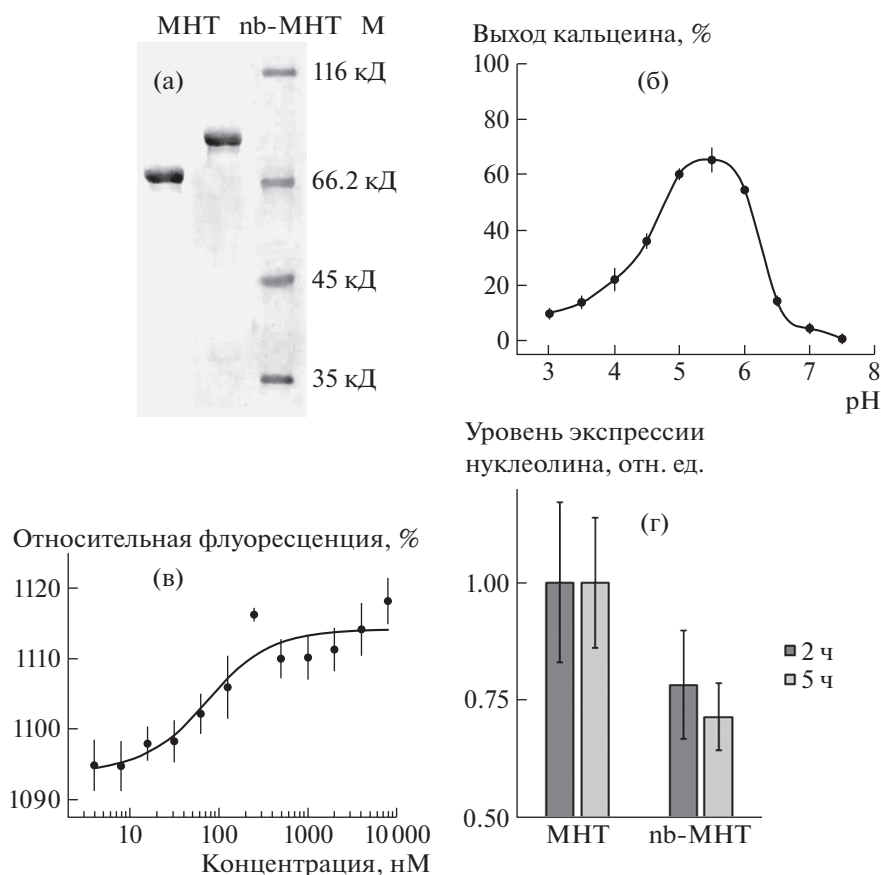 МНТ nb-МНТ М
(а)
116 кД
66.2 кД
45 кД
35 кД
Выход кальцеина, %
(б)
100
80
60
40
20
0
3 4 5 6 7 8
pH
Относительная флуоресценция, %
(в)
1120
1110
1100
1090
10 100 1000 10 000
Концентрация, нМ
Уровень экспрессии
нуклеолина, отн. ед.
(г)
1.00
0.75
0.50
2 ч
5 ч
МНТ nb-МНТ